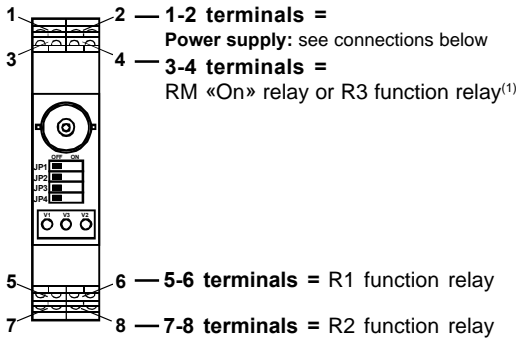 1 2 — 1-2 terminals =
Power supply: see connections below
3 4 — 3-4 terminals =
RM «On» relay or R3 function relay(1)
OFF ON
JP1
JP2
JP3
JP4
V1 V3 V2
5 6 — 5-6 terminals = R1 function relay
7 8 — 7-8 terminals = R2 function relay